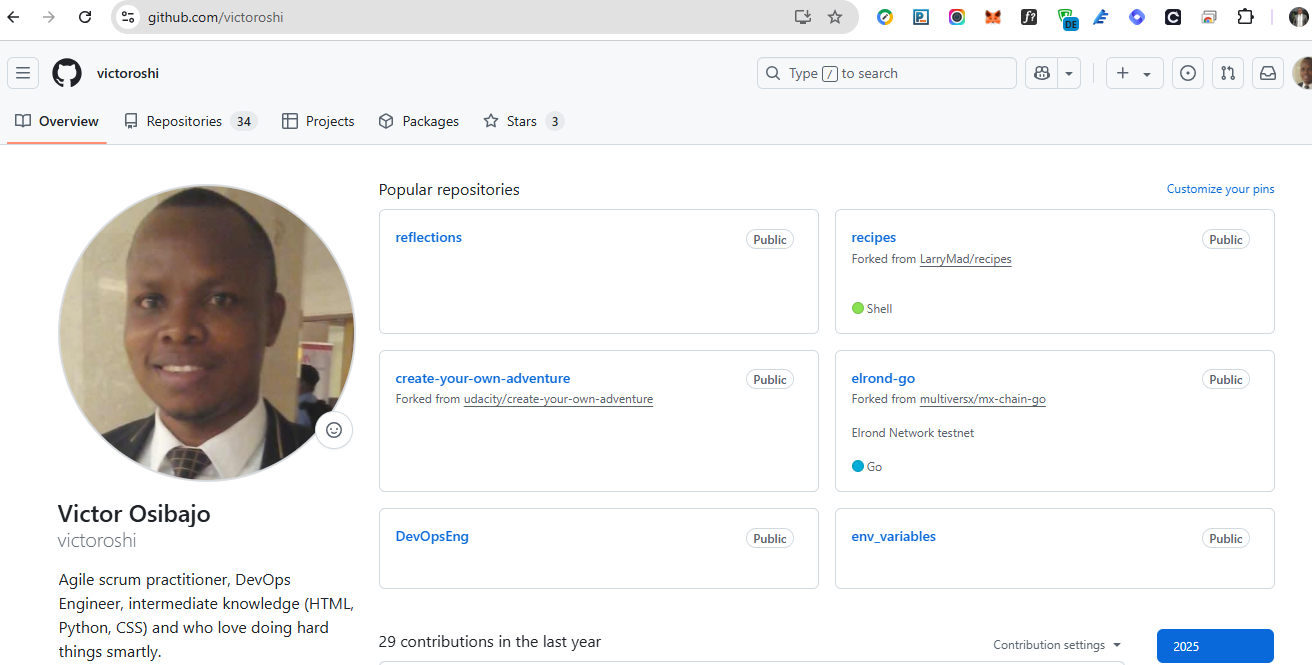 github.com/victoroshi
DE
victoroshi
Type / to search
Overview
Repositories 34
Projects
Packages
Stars 3
Popular repositories
Customize your pins
reflections
Public
recipes
Public
Forked from LarryMad/recipes
Shell
create-your-own-adventure
Public
Forked from udacity/create-your-own-adventure
elrond-go
Public
Forked from multiversx/mx-chain-go
Elrond Network testnet
Go
DevOpsEng
Public
env_variables
Public
Victor Osibajo
victoroshi
Agile scrum practitioner, DevOps
Engineer, intermediate knowledge (HTML,
Python, CSS) and who love doing hard
things smartly.
29 contributions in the last year
Contribution settings
2025